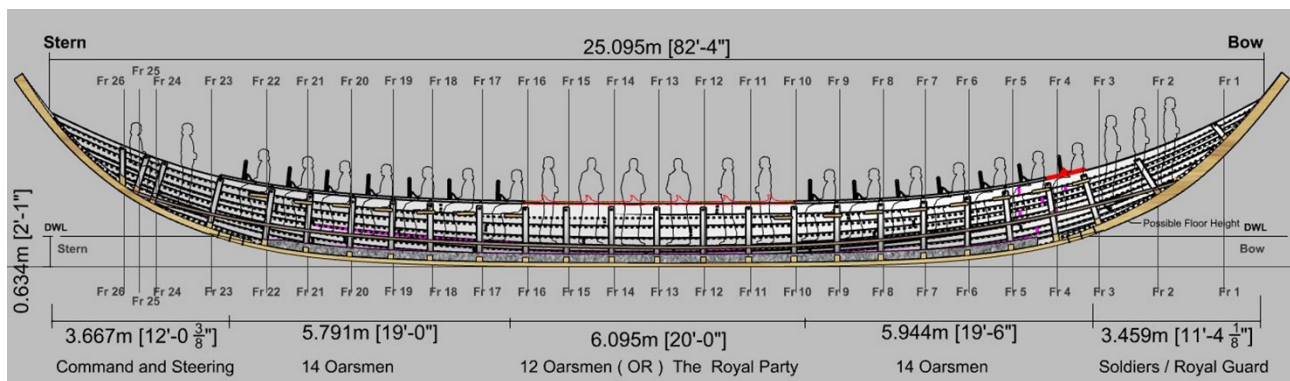 Stern Bow
25.095m [82'-4"]
Fr 25
Fr 26 Fr 24 Fr 23 Fr 22 Fr 21 Fr 20 Fr 19 Fr 18 Fr 17 Fr 16 Fr 15 Fr 14 Fr 13 Fr 12 Fr 11 Fr 10 Fr 9 Fr 8 Fr 7 Fr 6 Fr 5 Fr 4 Fr 3 Fr 2 Fr 1
0.634m [2'-1"]
Possible Floor Height
DWL DWL
Stern Bow
Fr 26 Fr 24 Fr 23 Fr 22 Fr 21 Fr 20 Fr 19 Fr 18 Fr 17 Fr 16 Fr 15 Fr 14 Fr 13 Fr 12 Fr 11 Fr 10 Fr 9 Fr 8 Fr 7 Fr 6 Fr 5 Fr 4 Fr 3 Fr 2 Fr 1
Fr 25
3.667m [12'-0 3/8"] 5.791m [19'-0"] 6.095m [20'-0"] 5.944m [19'-6"] 3.459m [11'-4 1/8"]
Command and Steering 14 Oarsmen 12 Oarsmen ( OR ) The Royal Party 14 Oarsmen Soldiers / Royal Guard